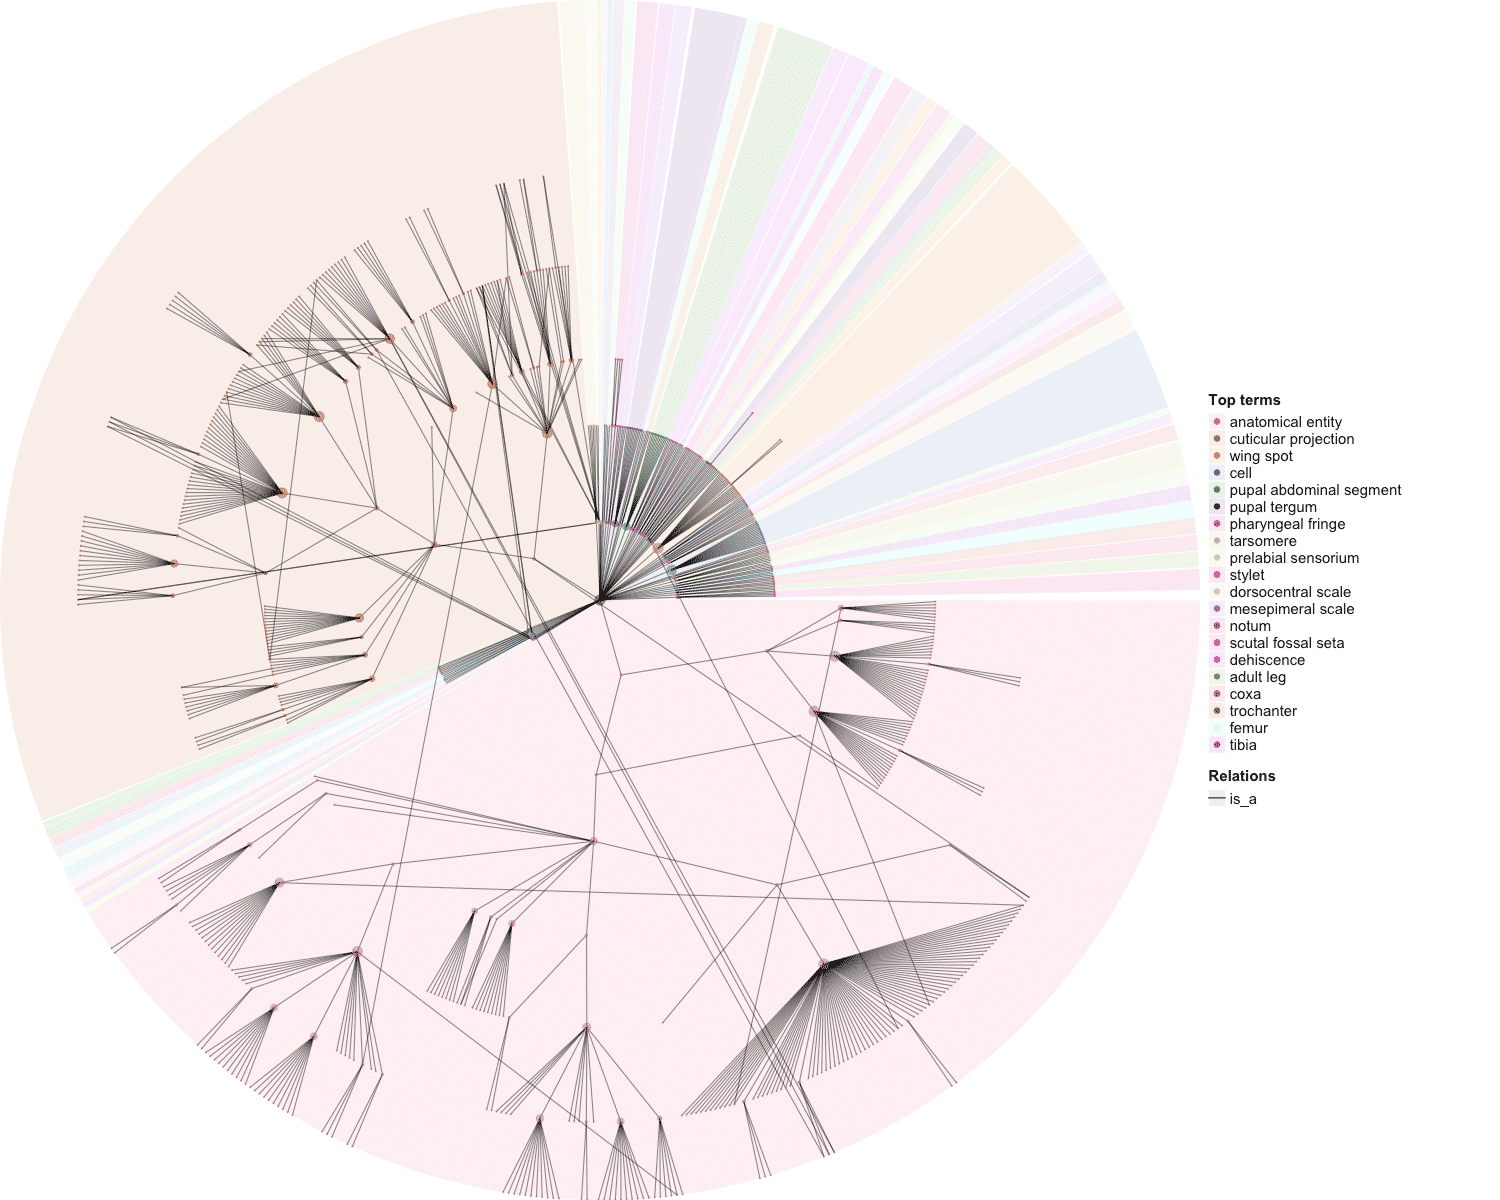 Top terms
anatomical entity
cuticular projection
wing spot
cell
pupal abdominal segment
pupal tergum
pharyngeal fringe
tarsomere
prelabial sensorium
stylet
dorsocentral scale
mesepimeral scale
notum
scutal fossal seta
dehiscence
adult leg
coxa
trochanter
femur
tibia
Relations
is_a